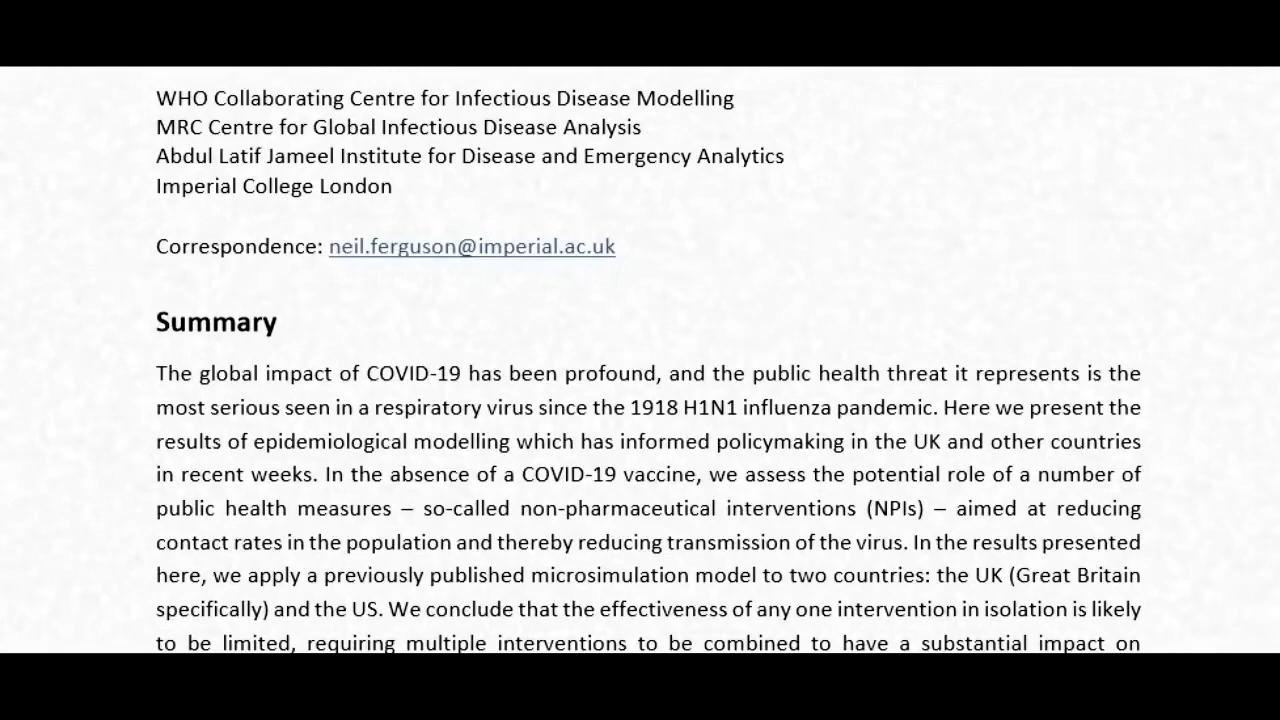 WHO Collaborating Centre for Infectious Disease Modelling
MRC Centre for Global Infectious Disease Analysis
Abdul Latif Jameel Institute for Disease and Emergency Analytics
Imperial College London
Correspondence: neil.ferguson@imperial.ac.uk
Summary
The global impact of COVID-19 has been profound, and the public health threat it represents is the
most serious seen in a respiratory virus since the 1918 H1N1 influenza pandemic. Here we present the
results of epidemiological modelling which has informed policymaking in the UK and other countries
in recent weeks. In the absence of a COVID-19 vaccine, we assess the potential role of a number of
public health measures – so-called non-pharmaceutical interventions (NPIs) – aimed at reducing
contact rates in the population and thereby reducing transmission of the virus. In the results presented
here, we apply a previously published microsimulation model to two countries: the UK (Great Britain
specifically) and the US. We conclude that the effectiveness of any one intervention in isolation is likely
to be limited, requiring multiple interventions to be combined to have a substantial impact on